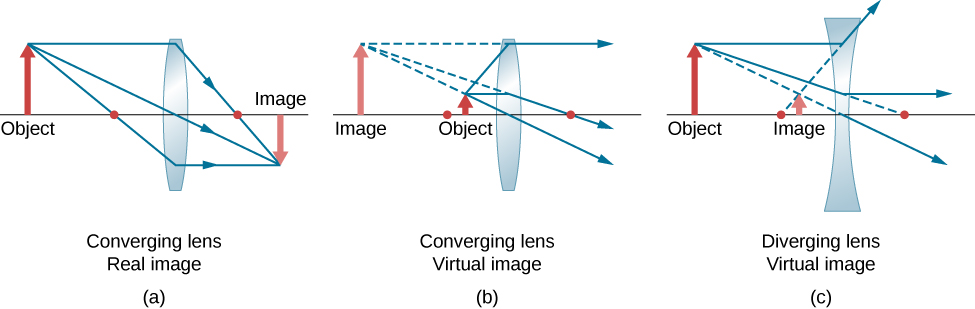 Object
Image
Converging lens
Real image
(a)
Image
Object
Converging lens
Virtual image
(b)
Object
Image
Diverging lens
Virtual image
(c)